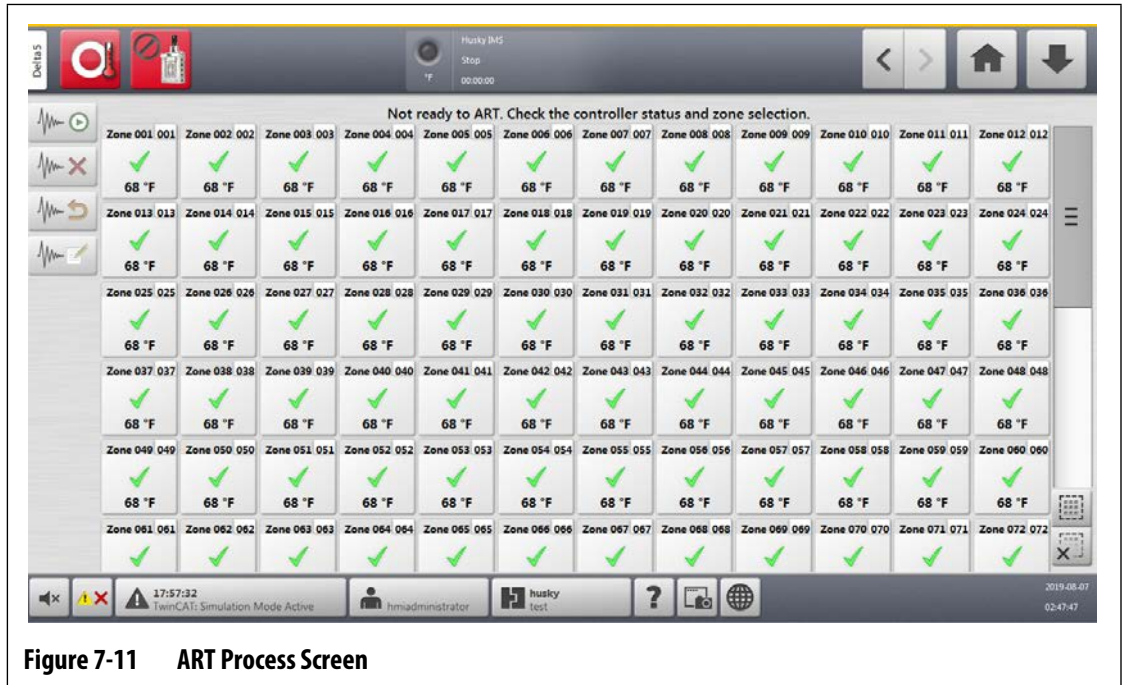 Delta5
Husky IMS
Stop
°F 00:00:00
Not ready to ART. Check the controller status and zone selection.
Zone 001 001 Zone 002 002 Zone 003 003 Zone 004 004 Zone 005 005 Zone 006 006 Zone 007 007 Zone 008 008 Zone 009 009 Zone 010 010 Zone 011 011 Zone 012 012
68 °F 68 °F 68 °F 68 °F 68 °F 68 °F 68 °F 68 °F 68 °F 68 °F 68 °F 68 °F
Zone 013 013 Zone 014 014 Zone 015 015 Zone 016 016 Zone 017 017 Zone 018 018 Zone 019 019 Zone 020 020 Zone 021 021 Zone 022 022 Zone 023 023 Zone 024 024
68 °F 68 °F 68 °F 68 °F 68 °F 68 °F 68 °F 68 °F 68 °F 68 °F 68 °F 68 °F
Zone 025 025 Zone 026 026 Zone 027 027 Zone 028 028 Zone 029 029 Zone 030 030 Zone 031 031 Zone 032 032 Zone 033 033 Zone 034 034 Zone 035 035 Zone 036 036
68 °F 68 °F 68 °F 68 °F 68 °F 68 °F 68 °F 68 °F 68 °F 68 °F 68 °F 68 °F
Zone 037 037 Zone 038 038 Zone 039 039 Zone 040 040 Zone 041 041 Zone 042 042 Zone 043 043 Zone 044 044 Zone 045 045 Zone 046 046 Zone 047 047 Zone 048 048
68 °F 68 °F 68 °F 68 °F 68 °F 68 °F 68 °F 68 °F 68 °F 68 °F 68 °F 68 °F
Zone 049 049 Zone 050 050 Zone 051 051 Zone 052 052 Zone 053 053 Zone 054 054 Zone 055 055 Zone 056 056 Zone 057 057 Zone 058 058 Zone 059 059 Zone 060 060
68 °F 68 °F 68 °F 68 °F 68 °F 68 °F 68 °F 68 °F 68 °F 68 °F 68 °F 68 °F
Zone 061 061 Zone 062 062 Zone 063 063 Zone 064 064 Zone 065 065 Zone 066 066 Zone 067 067 Zone 068 068 Zone 069 069 Zone 070 070 Zone 071 071 Zone 072 072
17:57:32
TwinCAT: Simulation Mode Active
hmiadministrator
husky
test
?
2019-08-07
02:47:47
Figure 7-11 ART Process Screen